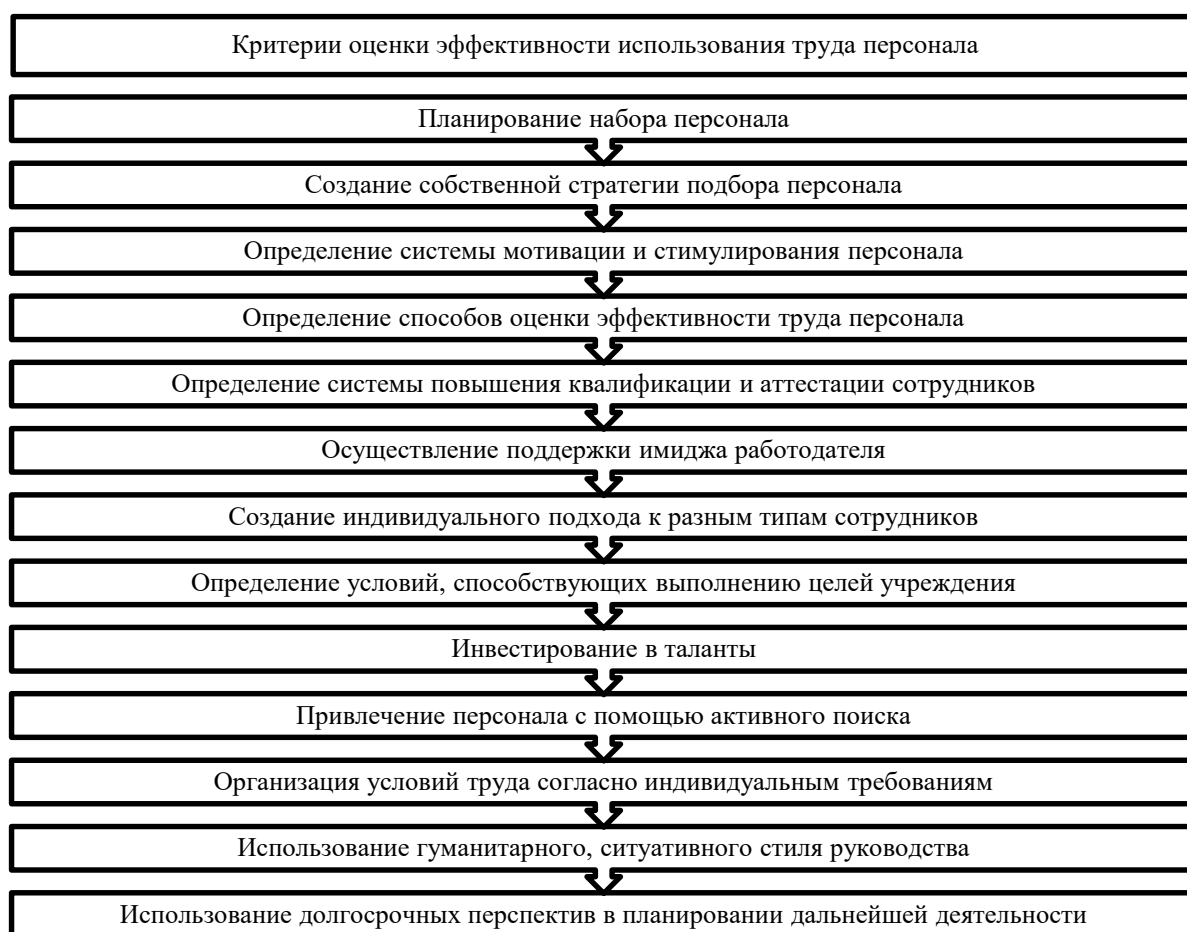 Критерии оценки эффективности использования труда персонала
Планирование набора персонала
Создание собственной стратегии подбора персонала
Определение системы мотивации и стимулирования персонала
Определение способов оценки эффективности труда персонала
Определение системы повышения квалификации и аттестации сотрудников
Осуществление поддержки имиджа работодателя
Создание индивидуального подхода к разным типам сотрудников
Определение условий, способствующих выполнению целей учреждения
Инвестирование в таланты
Привлечение персонала с помощью активного поиска
Организация условий труда согласно индивидуальным требованиям
Использование гуманитарного, ситуативного стиля руководства
Использование долгосрочных перспектив в планировании дальнейшей деятельности